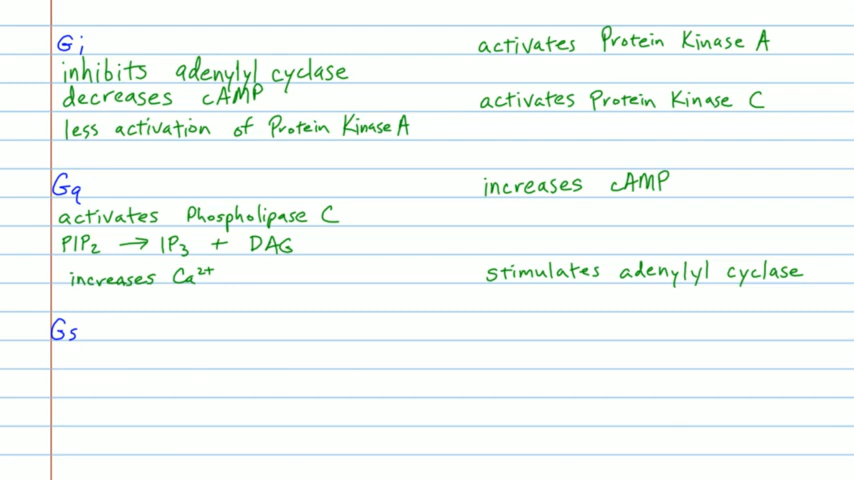 Gi
inhibits adenylyl cyclase
decreases cAMP
less activation of Protein Kinase A
Gq
activates Phospholipase C
PIP₂ → IP₃ + DAG
increases Ca²⁺
Gs
activates Protein Kinase A
activates Protein Kinase C
increases cAMP
stimulates adenylyl cyclase